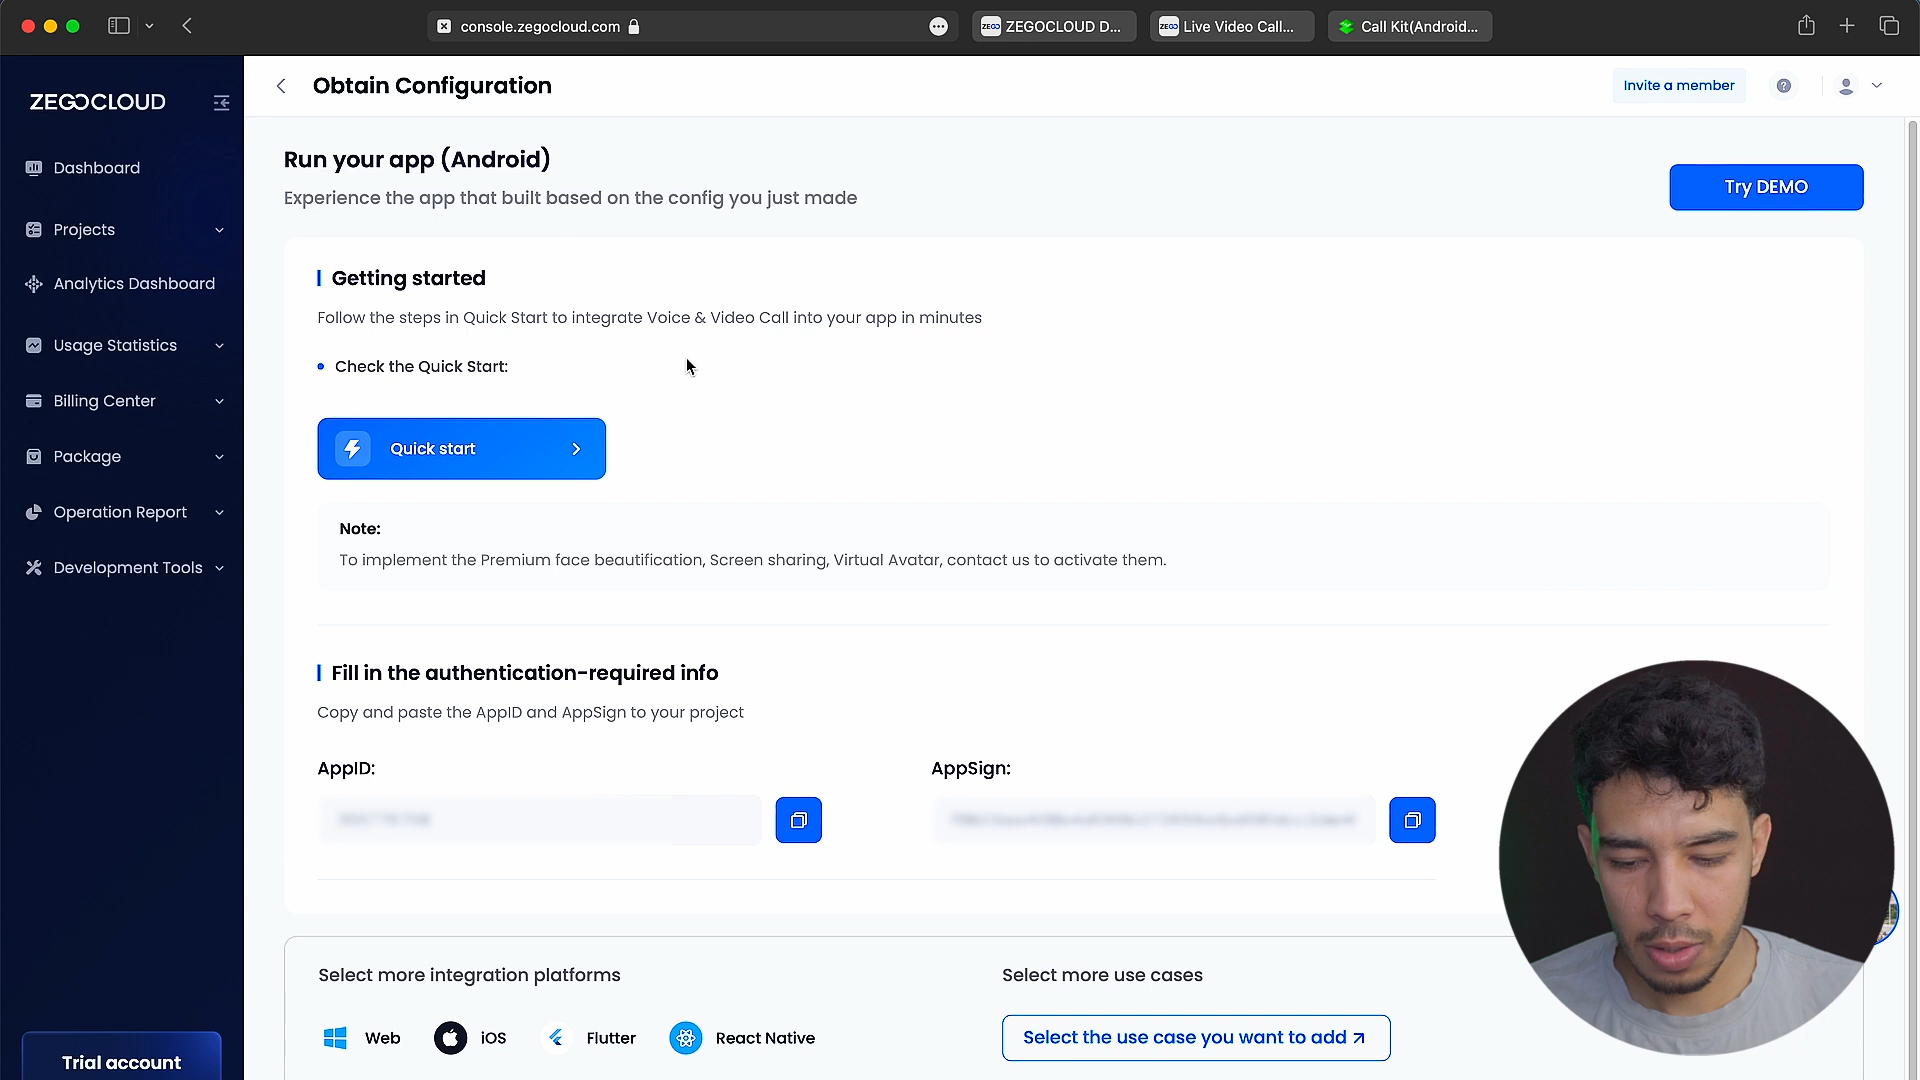 console.zegocloud.com
ZEGO
ZEGOCLOUD D...
ZEGO
Live Video Call...
Call Kit(Android...
ZEGOCLOUD
Obtain Configuration
Invite a member
Dashboard
Projects
Analytics Dashboard
Usage Statistics
Billing Center
Package
Operation Report
Development Tools
Trial account
Run your app (Android)
Experience the app that built based on the config you just made
Try DEMO
Getting started
Follow the steps in Quick Start to integrate Voice & Video Call into your app in minutes
Check the Quick Start:
Quick start
Note:
To implement the Premium face beautification, Screen sharing, Virtual Avatar, contact us to activate them.
Fill in the authentication-required info
Copy and paste the AppID and AppSign to your project
AppID:
AppSign:
Select more integration platforms
Web
iOS
Flutter
React Native
Select more use cases
Select the use case you want to add